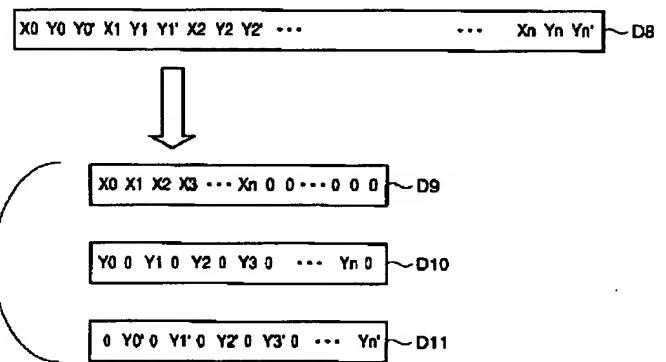 X0 Y0 Y0' X1 Y1 Y1' X2 Y2 Y2' ••• ••• Xn Yn Yn' D8
X0 X1 X2 X3 ••• Xn 0 0 ••• 0 0 0 D9
Y0 0 Y1 0 Y2 0 Y3 0 ••• Yn 0 D10
0 Y0' 0 Y1' 0 Y2' 0 Y3' 0 ••• Yn' D11